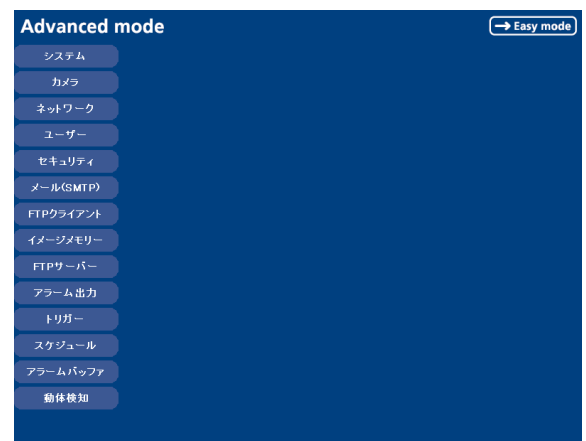 Advanced mode
→ Easy mode
システム
カメラ
ネットワーク
ユーザー
セキュリティ
メール(SMTP)
FTPクライアント
イメージメモリー
FTPサーバー
アラーム出力
トリガー
スケジュール
アラームバッファ
動体検知